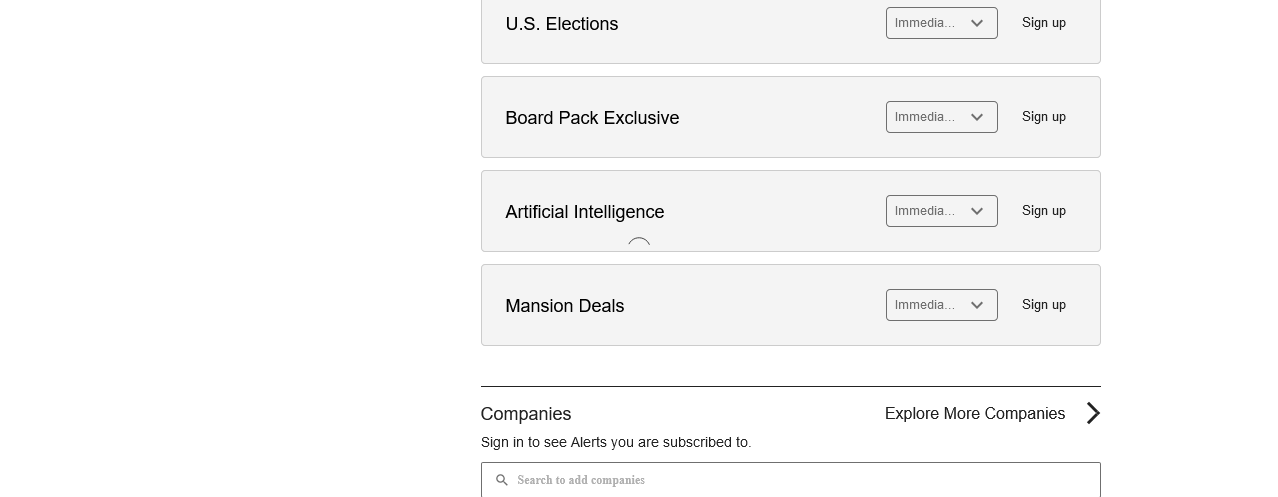 U.S. Elections Immedia... Sign up
Board Pack Exclusive Immedia... Sign up
Artificial Intelligence Immedia... Sign up
Mansion Deals Immedia... Sign up
Companies Explore More Companies
Sign in to see Alerts you are subscribed to.
Search to add companies